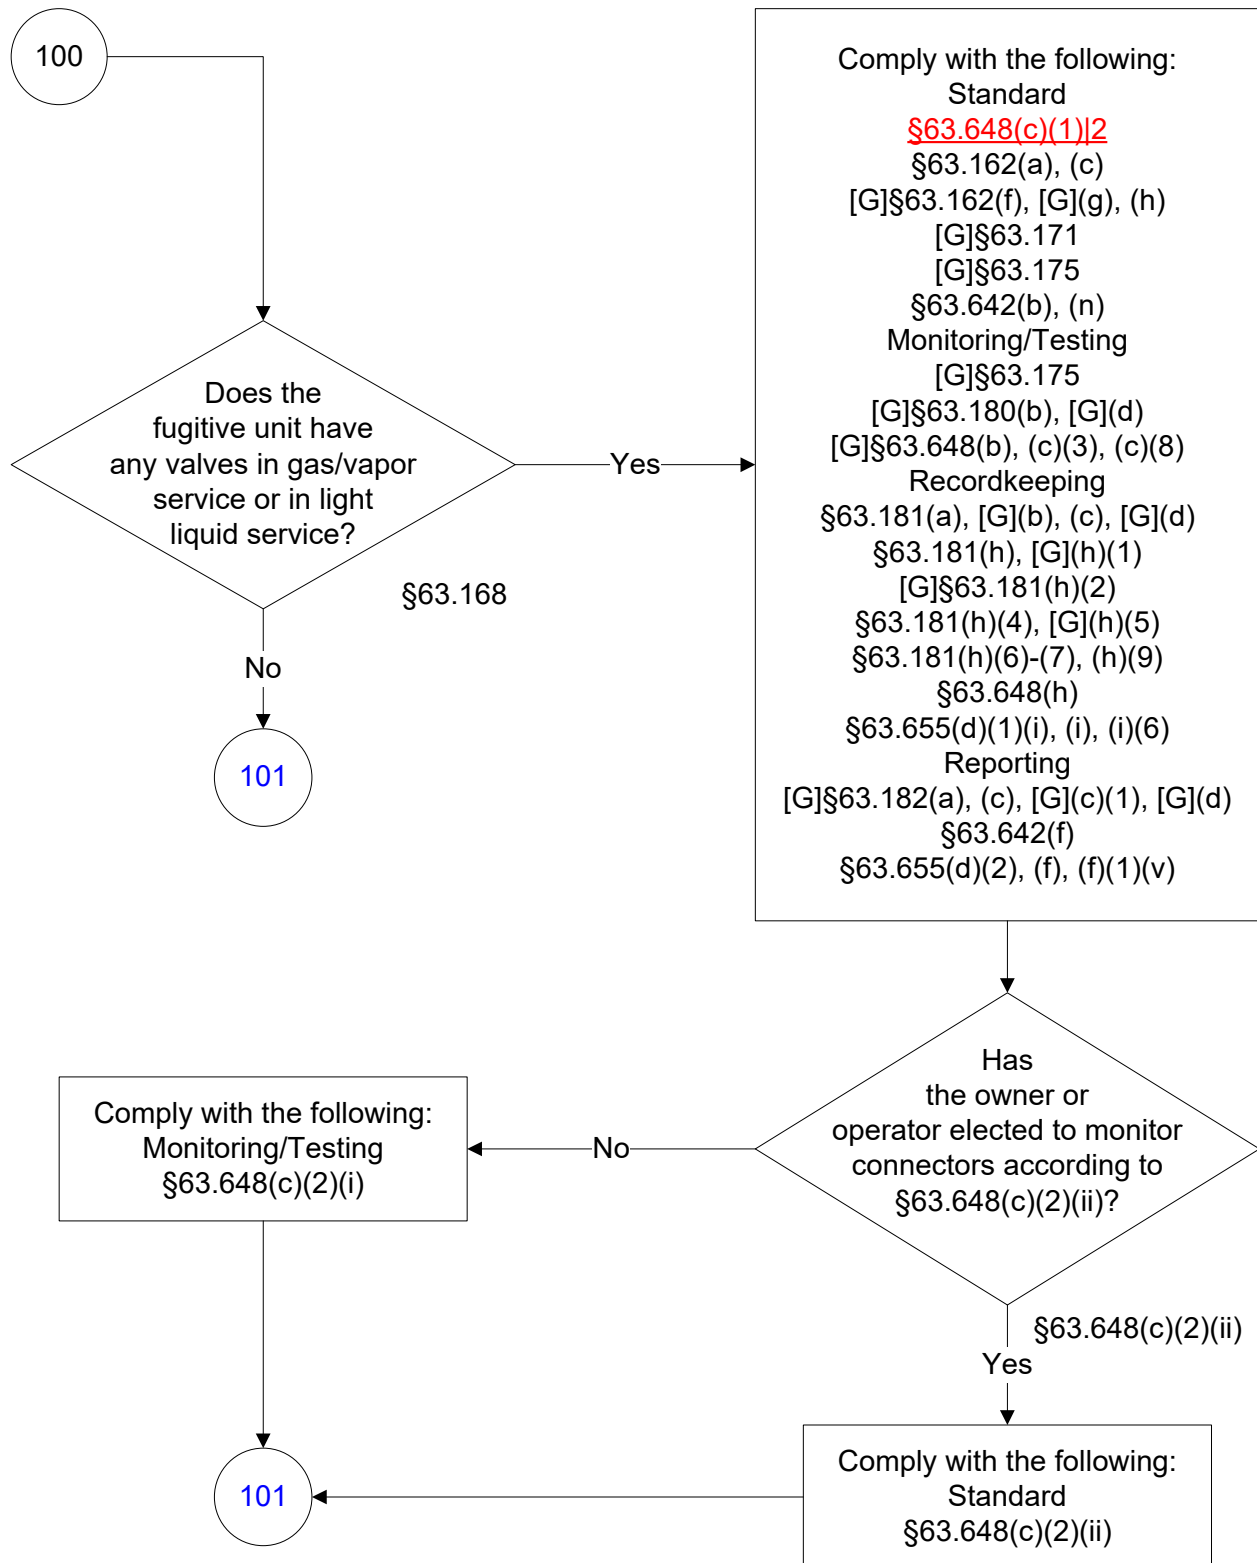 100
Comply with the following:
Standard
§63.648(c)(1)|2
§63.162(a), (c)
[G]§63.162(f), [G](g), (h)
[G]§63.171
[G]§63.175
§63.642(b), (n)
Monitoring/Testing
[G]§63.175
[G]§63.180(b), [G](d)
[G]§63.648(b), (c)(3), (c)(8)
Recordkeeping
§63.181(a), [G](b), (c), [G](d)
§63.181(h), [G](h)(1)
[G]§63.181(h)(2)
§63.181(h)(4), [G](h)(5)
§63.181(h)(6)-(7), (h)(9)
§63.648(h)
§63.655(d)(1)(i), (i), (i)(6)
Reporting
[G]§63.182(a), (c), [G](c)(1), [G](d)
§63.642(f)
§63.655(d)(2), (f), (f)(1)(v)
Does the
fugitive unit have
any valves in gas/vapor
service or in light
liquid service?
Yes
§63.168
No
101
Has
the owner or
operator elected to monitor
connectors according to
§63.648(c)(2)(ii)?
No
Comply with the following:
Monitoring/Testing
§63.648(c)(2)(i)
§63.648(c)(2)(ii)
Yes
Comply with the following:
Standard
§63.648(c)(2)(ii)
101